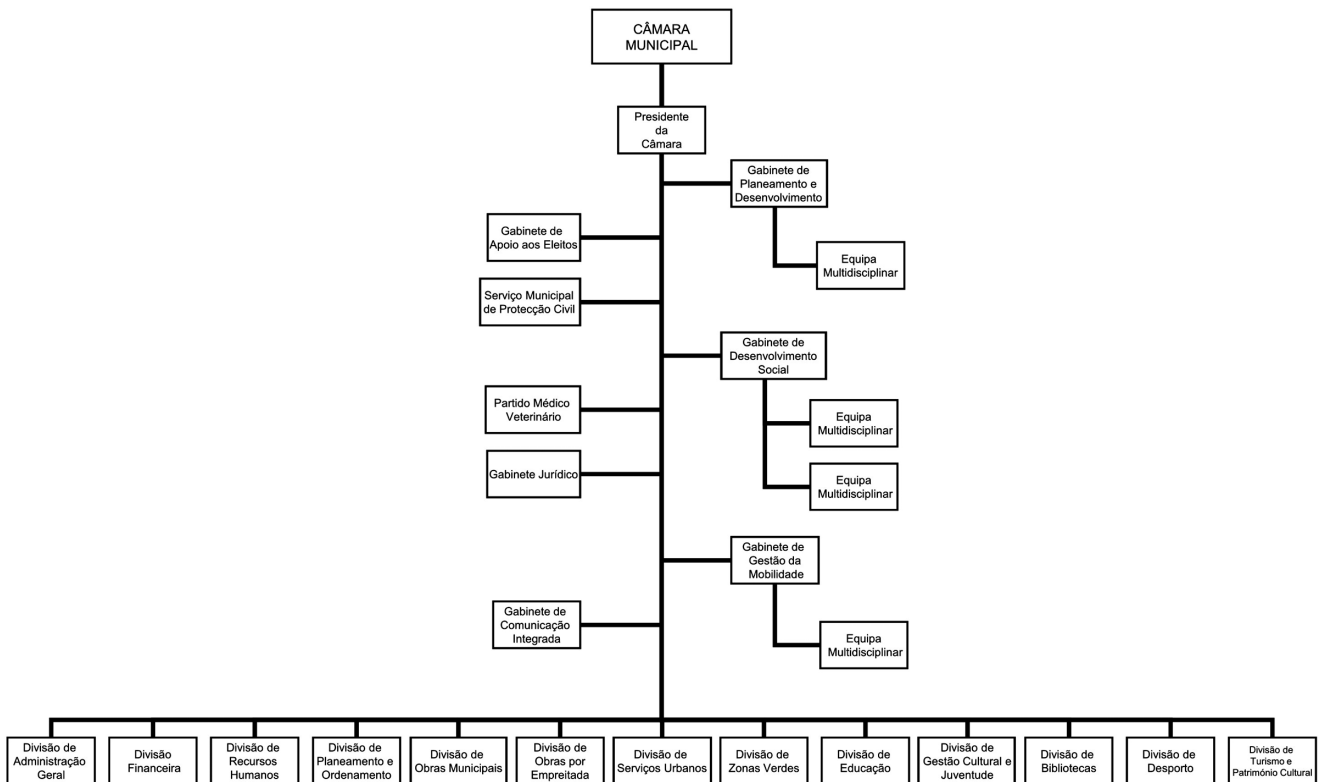 CÂMARA
MUNICIPAL
Presidente
da
Câmara
Gabinete de
Planeamento e
Desenvolvimento
Gabinete de
Apoio aos Eleitos
Equipa
Multidisciplinar
Serviço Municipal
de Protecção Civil
Gabinete de
Desenvolvimento
Social
Partido Médico
Veterinário
Equipa
Multidisciplinar
Gabinete Jurídico
Equipa
Multidisciplinar
Gabinete de
Gestão da
Mobilidade
Gabinete de
Comunicação
Integrada
Equipa
Multidisciplinar
Divisão de
Administração
Geral
Divisão
Financeira
Divisão de
Recursos
Humanos
Divisão de
Planeamento e
Ordenamento
Divisão de
Obras Municipais
Divisão de
Obras por
Empreitada
Divisão de
Serviços Urbanos
Divisão de
Zonas Verdes
Divisão de
Educação
Divisão de
Gestão Cultural e
Juventude
Divisão de
Bibliotecas
Divisão de
Desporto
Divisão de
Turismo e
Património Cultural